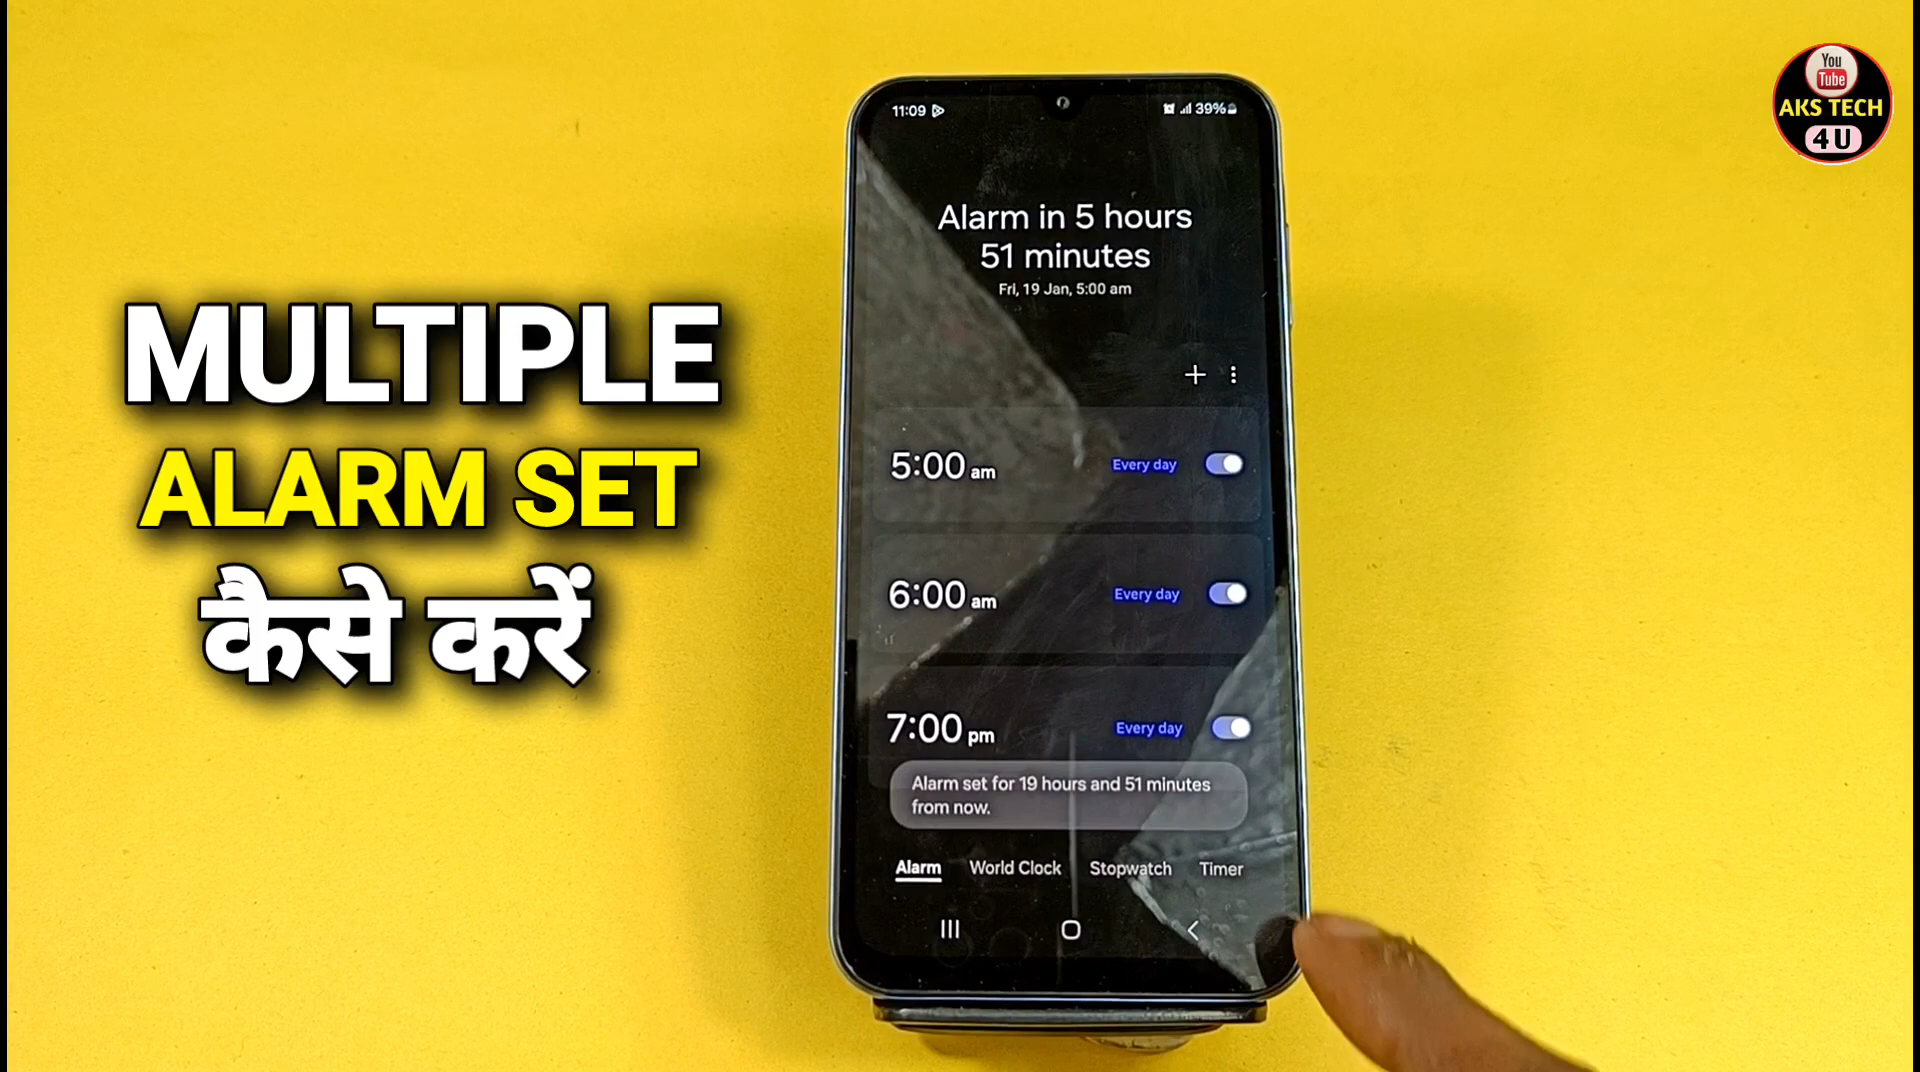 MULTIPLE
ALARM SET
कैसे करें
11:09
39%
Alarm in 5 hours
51 minutes
Fri, 19 Jan, 5:00 am
5:00 am Every day
6:00 am Every day
7:00 pm Every day
Alarm set for 19 hours and 51 minutes
from now.
Alarm World Clock Stopwatch Timer
You
Tube
AKS TECH
4 U